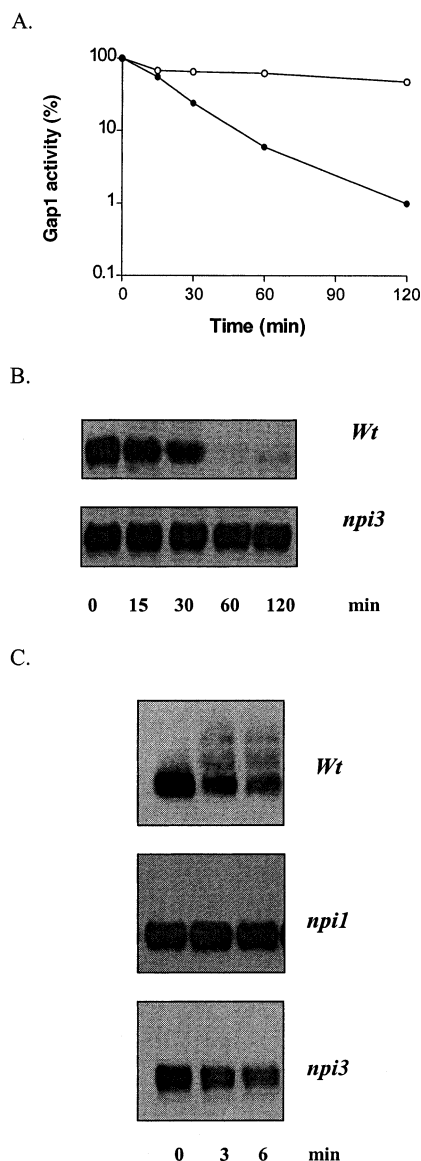 A.
Gap1 activity (%)
100
10
1
0.1
0 30 60 90 120
Time (min)
B.
Wt
npi3
0 15 30 60 120 min
C.
Wt
npi1
npi3
0 3 6 min